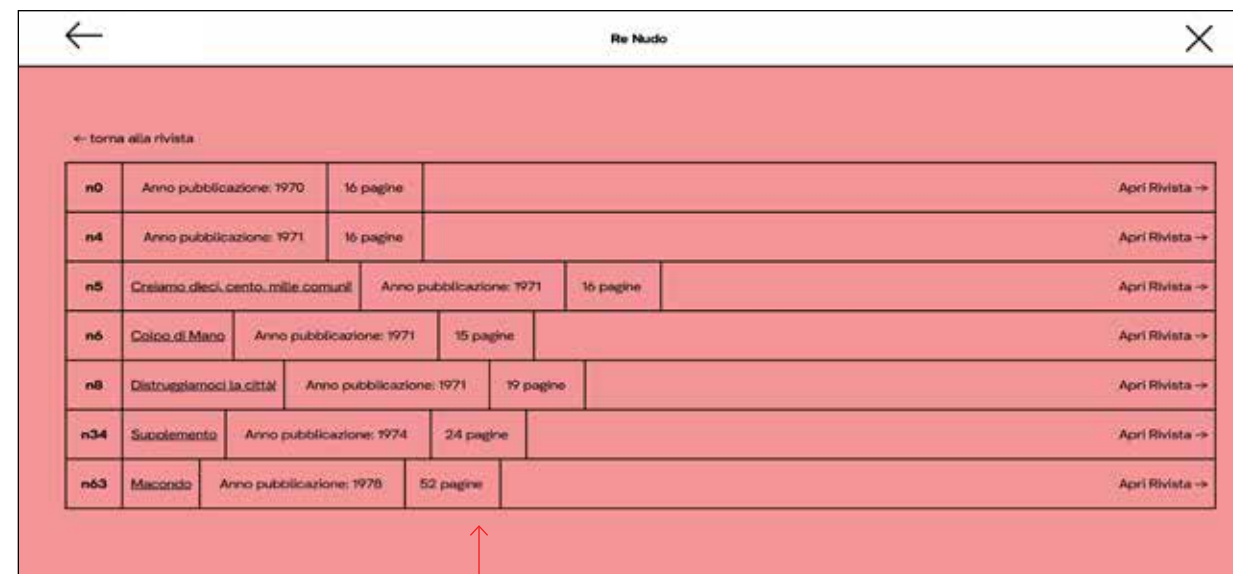 ← Re Nudo ×
← torna alla rivista
n0 Anno pubblicazione: 1970 16 pagine Apri Rivista →
n4 Anno pubblicazione: 1971 16 pagine Apri Rivista →
n5 Creiamo dieci, cento, mille comuni! Anno pubblicazione: 1971 16 pagine Apri Rivista →
n6 Colpo di Mano Anno pubblicazione: 1971 15 pagine Apri Rivista →
n8 Distruggiamoci la città! Anno pubblicazione: 1971 19 pagine Apri Rivista →
n34 Supplemento Anno pubblicazione: 1974 24 pagine Apri Rivista →
n63 Macondo Anno pubblicazione: 1978 52 pagine Apri Rivista →